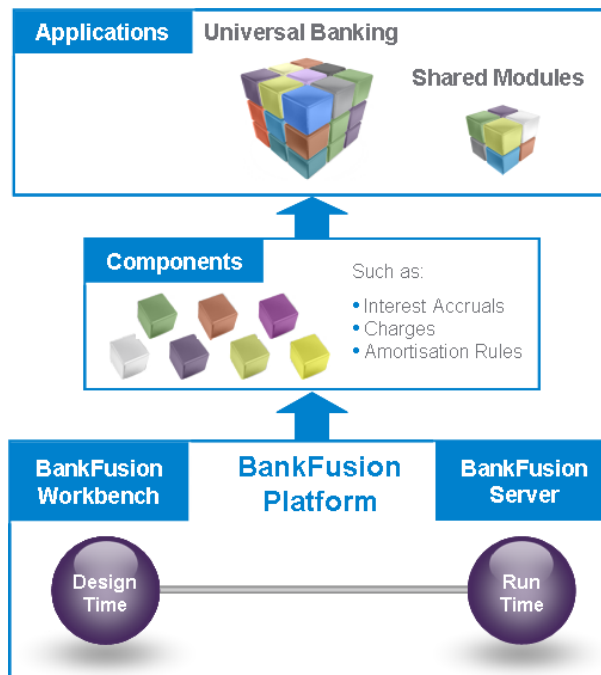 Applications
Universal Banking
Shared Modules
Components
Such as:
• Interest Accruals
• Charges
• Amortisation Rules
BankFusion
Workbench
BankFusion
Platform
BankFusion
Server
Design
Time
Run
Time